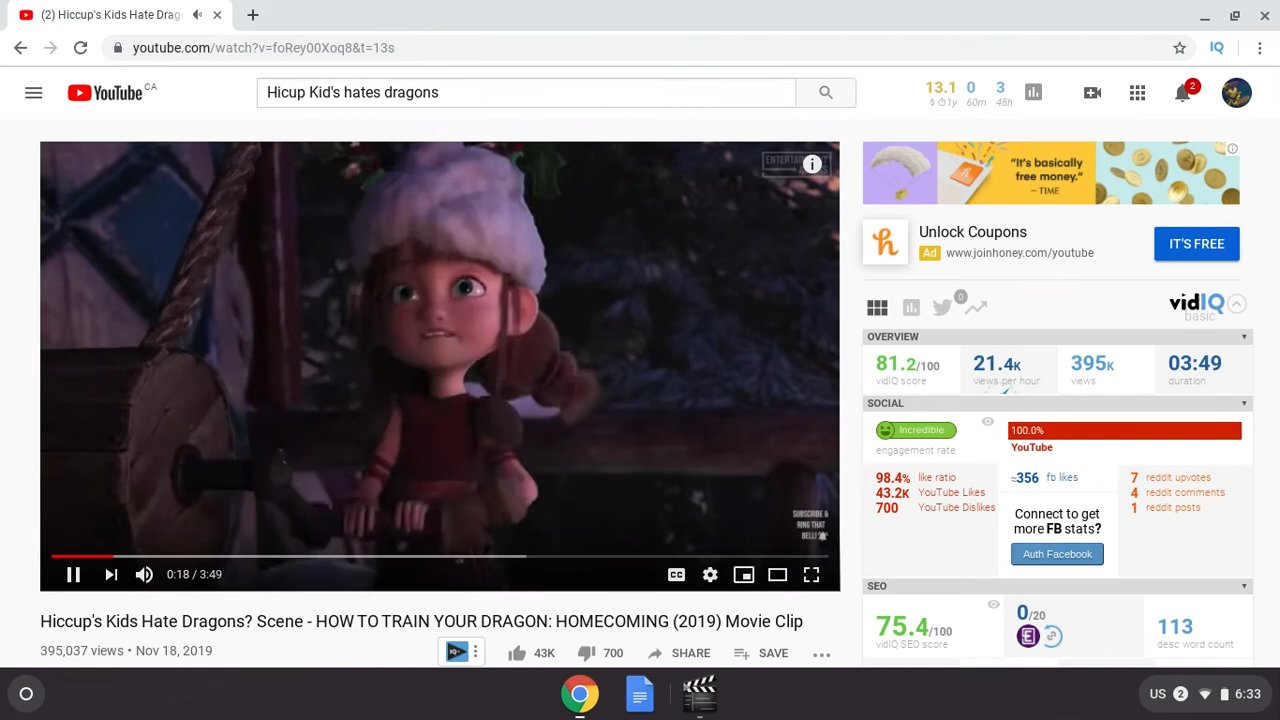 (2) Hiccup's Kids Hate Drag
youtube.com/watch?v=foRey00Xoq8&t=13s
IQ
YouTube CA
Hicup Kid's hates dragons
13.1 0 3
$ 1y 60m 48h
2
ENTERTA
i
SUBSCRIBE &
RING THAT
BELL!
0:18 / 3:49
CC
"It's basically
free money."
– TIME
h
Unlock Coupons
Ad www.joinhoney.com/youtube
IT'S FREE
0
vidIQ
basic
OVERVIEW
81.2/100 21.4K 395K 03:49
vidIQ score views per hour views duration
SOCIAL
Incredible
engagement rate
100.0%
YouTube
98.4% like ratio
43.2K YouTube Likes
700 YouTube Dislikes
≈356 fb likes
Connect to get
more FB stats?
Auth Facebook
7 reddit upvotes
4 reddit comments
1 reddit posts
SEO
75.4/100
vidIQ SEO score
0/20
113
desc word count
Hiccup's Kids Hate Dragons? Scene - HOW TO TRAIN YOUR DRAGON: HOMECOMING (2019) Movie Clip
395,037 views • Nov 18, 2019
43K 700 SHARE SAVE
US 2 6:33